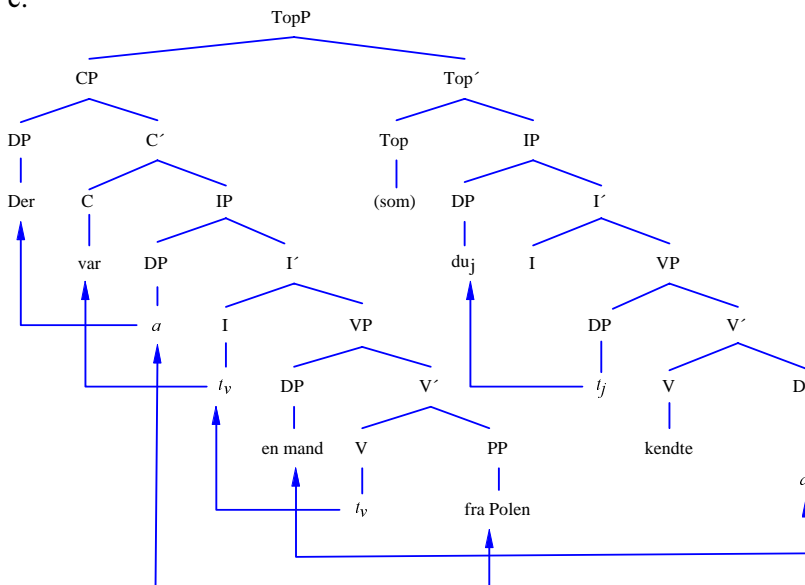 c.
TopP
CP Top´
DP C´ Top IP
Der C IP (som) DP I´
var DP I´ du j I VP
a I VP DP V´
t v DP V´ t j V D
en mand V PP kendte
t v fra Polen